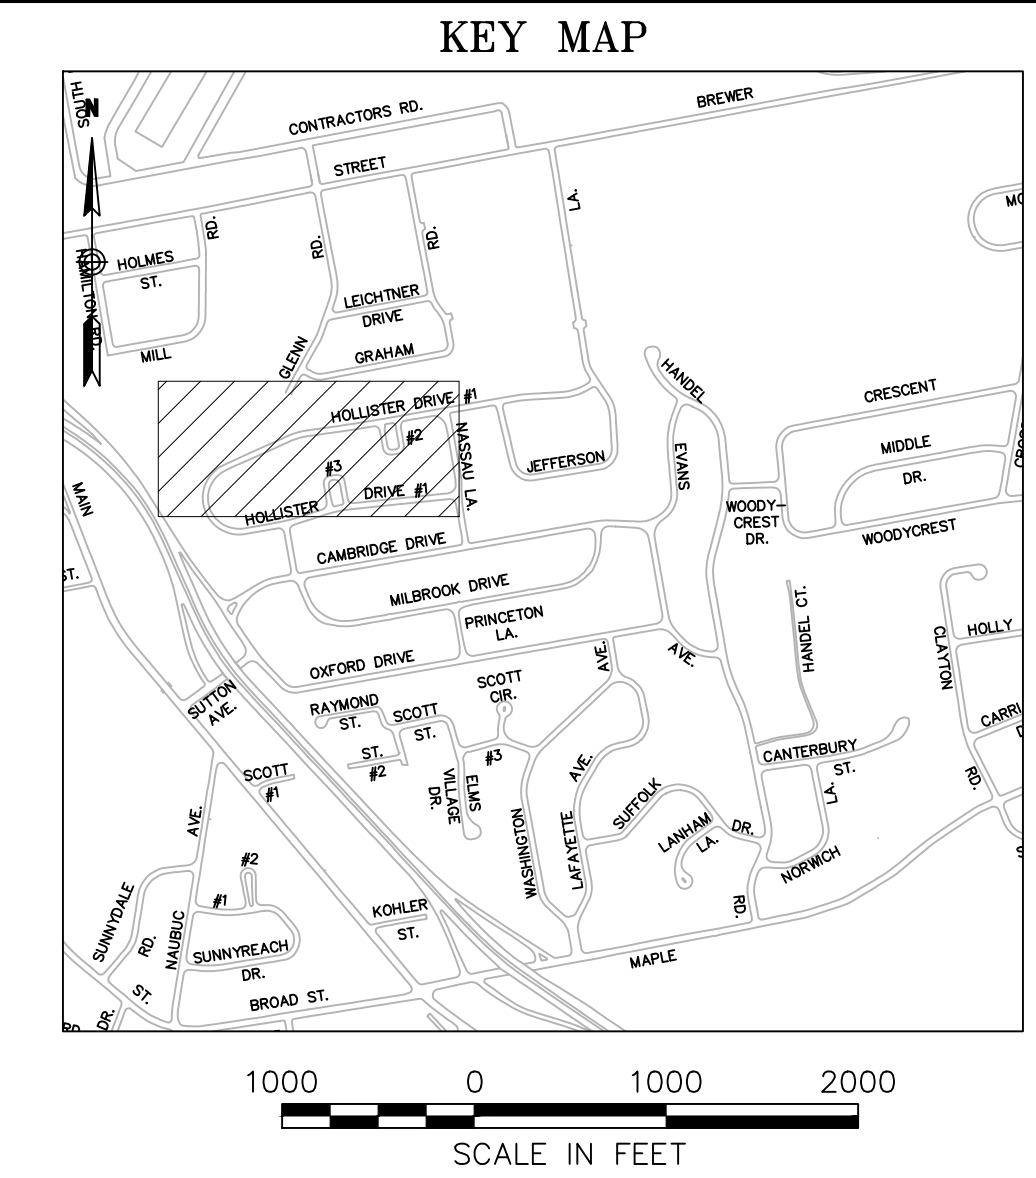 KEY MAP
SOUTH
N
CONTRACTORS RD.
BREWER
STREET
LA.
RD.
RD.
RD.
HOLMES
ST.
HAMILTON RD.
LEICHTNER
DRIVE
MILL
GLENN
GRAHAM
HANDEL
CRESCENT
HOLLISTER DRIVE #1
#2
NASSAU LA.
#3
JEFFERSON
EVANS
MIDDLE
DR.
DRIVE #1
HOLLISTER
MAIN
WOODY-
CREST
DR.
WOODYCREST
CAMBRIDGE DRIVE
ST.
MILBROOK DRIVE
PRINCETON
LA.
HANDEL CT.
HOLLY
CLAYTON
OXFORD DRIVE
AVE.
AVE.
SCOTT
CIR.
SUTTON
AVE.
RAYMOND
ST.
SCOTT
ST.
ST.
#2
#3
CANTERBURY
ST.
SCOTT
#1
VILLAGE
DR.
ELMS
AVE.
RD.
LA.
SUFFOLK
AVE.
WASHINGTON
LAFAYETTE
LANHAM
LA.
DR.
NORWICH
#2
#1
SUNNYDALE
RD.
NAUBUC
KOHLER
ST.
RD.
SUNNYREACH
DR.
MAPLE
ST.
BROAD ST.
DR.
RD
1000 0 1000 2000
SCALE IN FEET